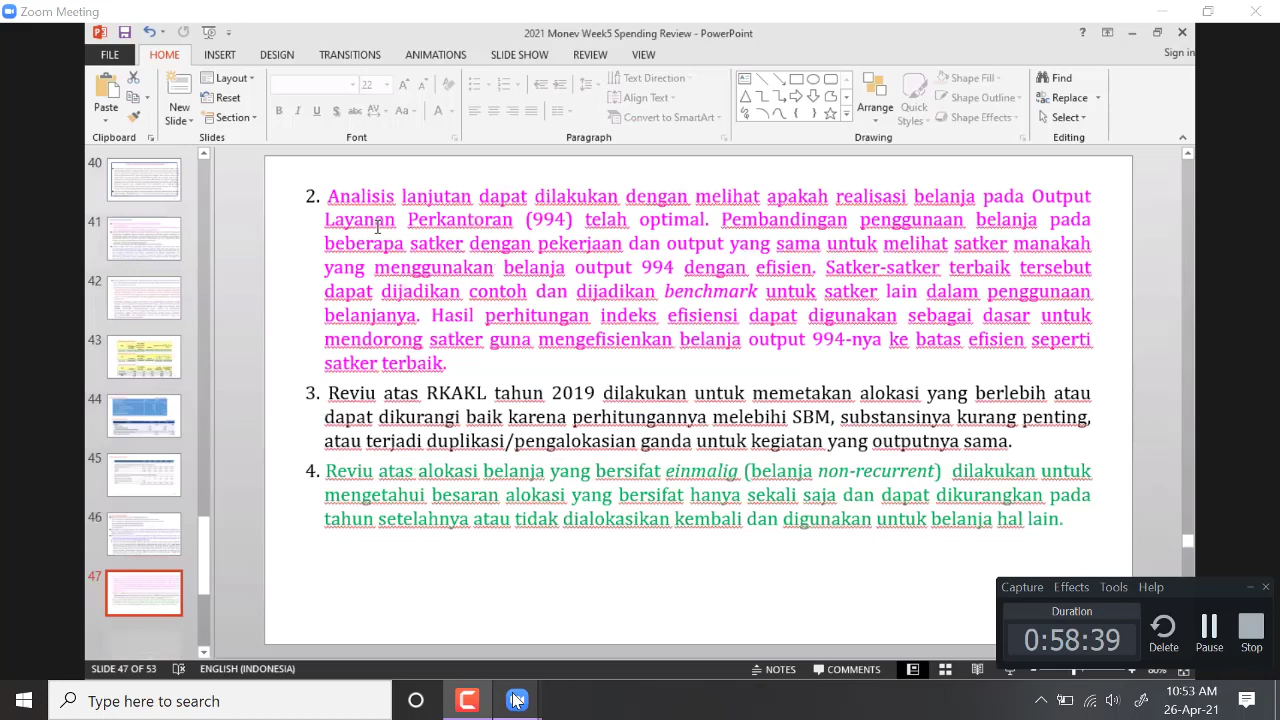 Zoom Meeting
2021 Monev Week5 Spending Review - PowerPoint
Sign in
FILE HOME INSERT DESIGN TRANSITIONS ANIMATIONS SLIDE SHOW REVIEW VIEW
Paste
New
Slide
Layout
Reset
Section
22
Text Direction
Align Text
Convert to SmartArt
Arrange
Quick
Styles
Shape Fill
Shape Outline
Shape Effects
Find
Replace
Select
Clipboard Slides Font Paragraph Drawing Editing
40
41
42
43
44
45
46
47
2. Analisis lanjutan dapat dilakukan dengan melihat apakah realisasi belanja pada Output
Layanan Perkantoran (994) telah optimal. Pembandingan penggunaan belanja pada
beberapa satker dengan pekerjaan dan output yang sama untuk melihat satker manakah
yang menggunakan belanja output 994 dengan efisien. Satker-satker terbaik tersebut
dapat dijadikan contoh dan dijadikan benchmark untuk satker lain dalam penggunaan
belanjanya. Hasil perhitungan indeks efisiensi dapat digunakan sebagai dasar untuk
mendorong satker guna mengefisienkan belanja output 994-nya ke batas efisien seperti
satker terbaik.
3. Reviu atas RKAKL tahun 2019 dilakukan untuk memetakan alokasi yang berlebih atau
dapat dikurangi baik karena perhitungannya melebihi SBM, substansinya kurang penting,
atau terjadi duplikasi/pengalokasian ganda untuk kegiatan yang outputnya sama.
4. Reviu atas alokasi belanja yang bersifat einmalig (belanja non-recurrent) dilakukan untuk
mengetahui besaran alokasi yang bersifat hanya sekali saja dan dapat dikurangkan pada
tahun setelahnya atau tidak dialokasikan kembali dan digunakan untuk belanja hal lain.
Capture Effects Tools Help
Duration
0:58:39
Delete Pause Stop
SLIDE 47 OF 53 ENGLISH (INDONESIA) NOTES COMMENTS 80%
Type here to search
10:53 AM
26-Apr-21